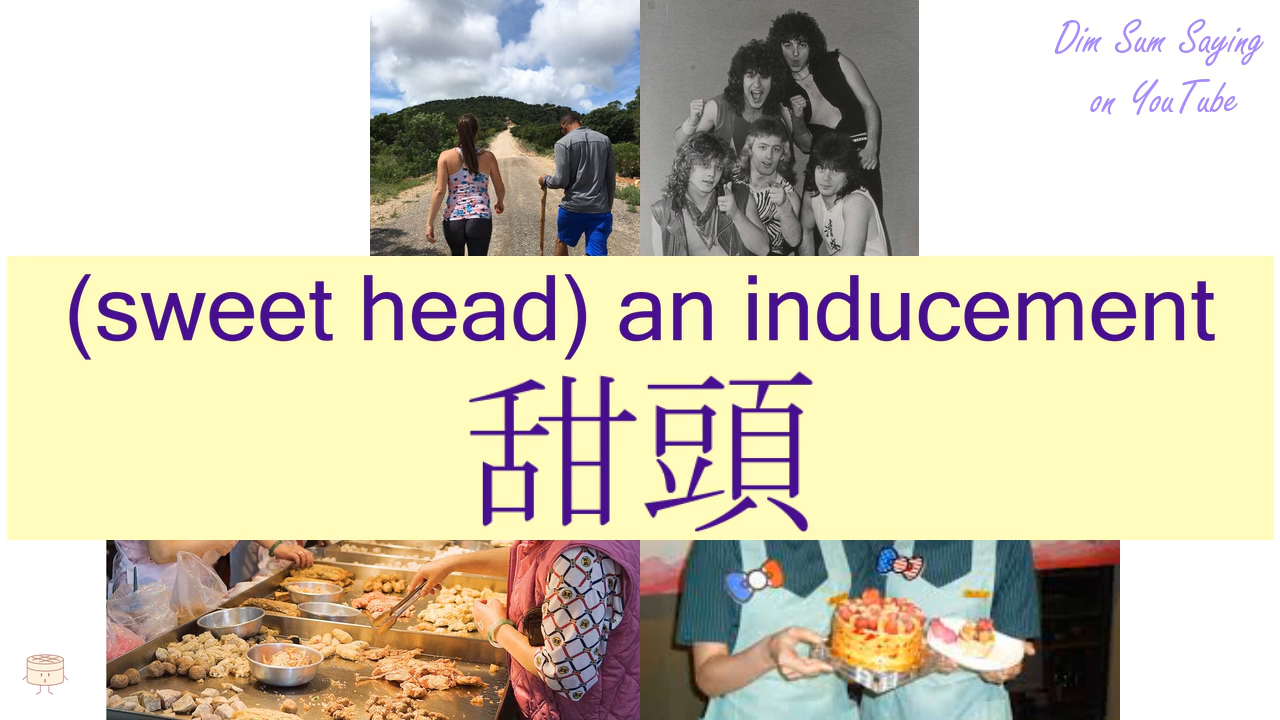 Dim Sum Saying
on YouTube
(sweet head) an inducement
甜頭